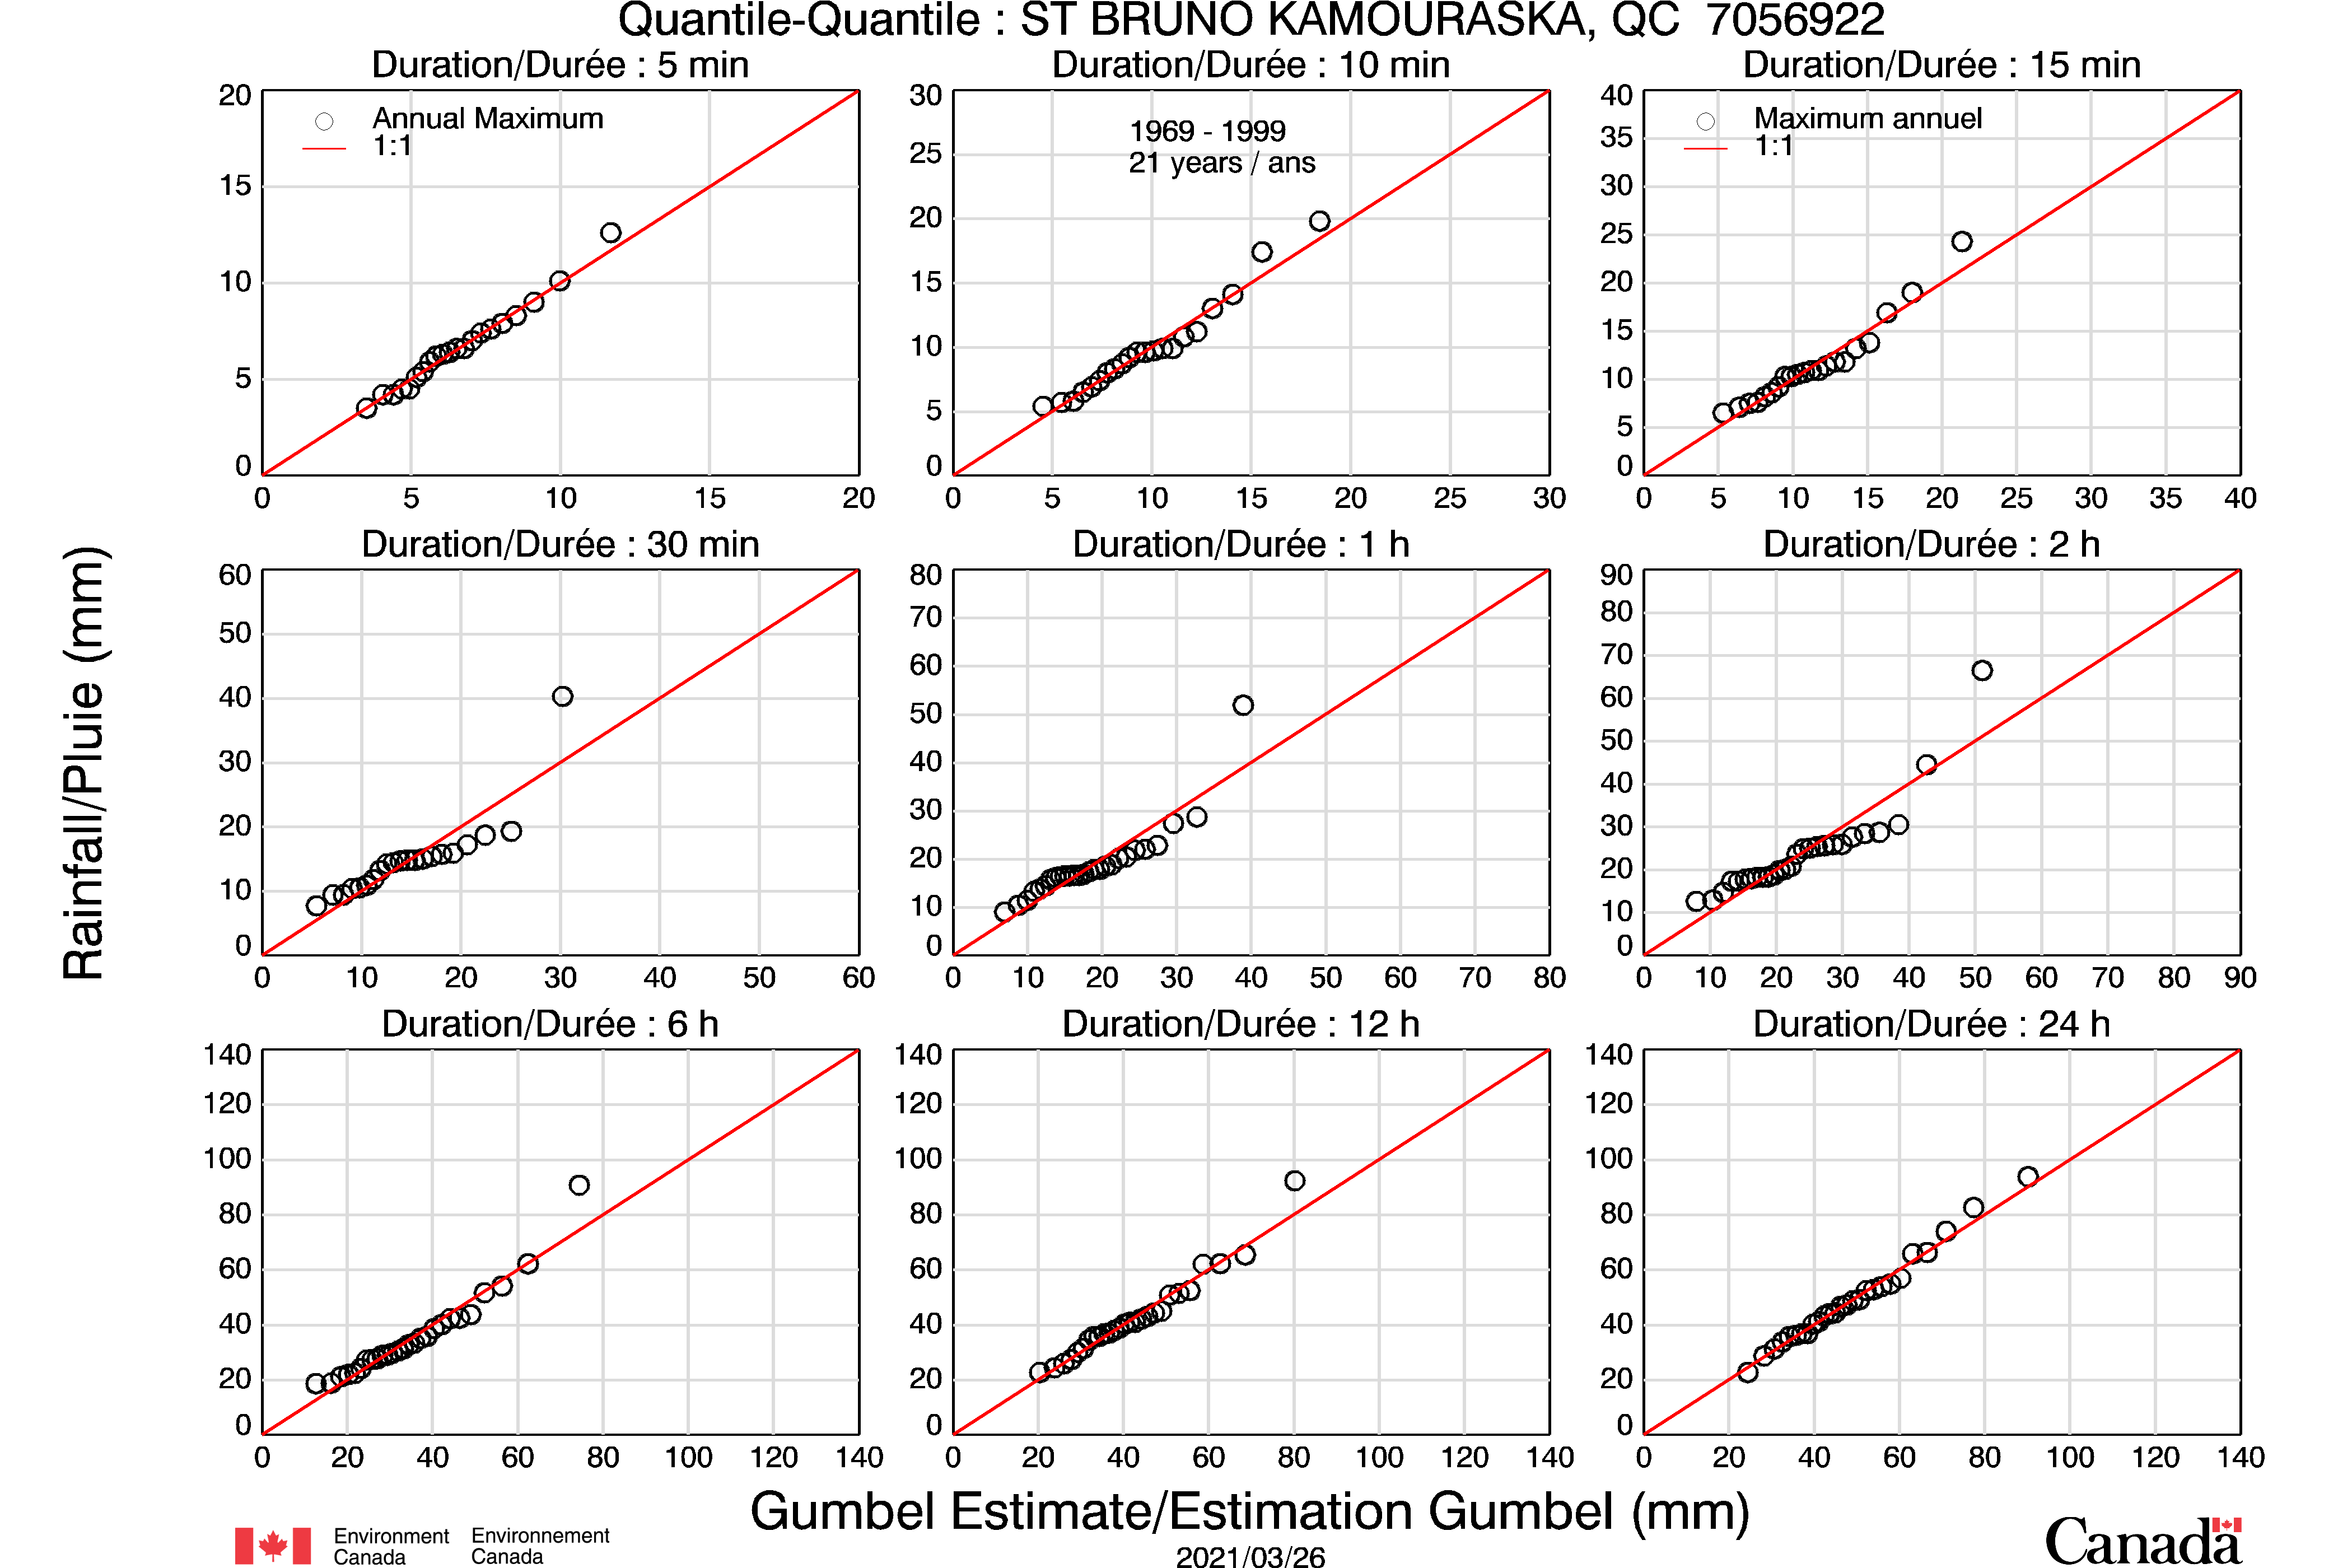 Quantile-Quantile : ST BRUNO KAMOURASKA, QC 7056922
Duration/Durée : 5 min
20
15
10
5
0
0 5 10 15 20
Annual Maximum
1:1
Duration/Durée : 10 min
30
25
20
15
10
5
0
0 5 10 15 20 25 30
1969 - 1999
21 years / ans
Duration/Durée : 15 min
40
35
30
25
20
15
10
5
0
0 5 10 15 20 25 30 35 40
Maximum annuel
1:1
Rainfall/Pluie (mm)
Duration/Durée : 30 min
60
50
40
30
20
10
0
0 10 20 30 40 50 60
Duration/Durée : 1 h
80
70
60
50
40
30
20
10
0
0 10 20 30 40 50 60 70 80
Duration/Durée : 2 h
90
80
70
60
50
40
30
20
10
0
0 10 20 30 40 50 60 70 80 90
Duration/Durée : 6 h
140
120
100
80
60
40
20
0
0 20 40 60 80 100 120 140
Duration/Durée : 12 h
140
120
100
80
60
40
20
0
0 20 40 60 80 100 120 140
Duration/Durée : 24 h
140
120
100
80
60
40
20
0
0 20 40 60 80 100 120 140
Gumbel Estimate/Estimation Gumbel (mm)
Environment Canada
Environnement Canada
2021/03/26
Canada